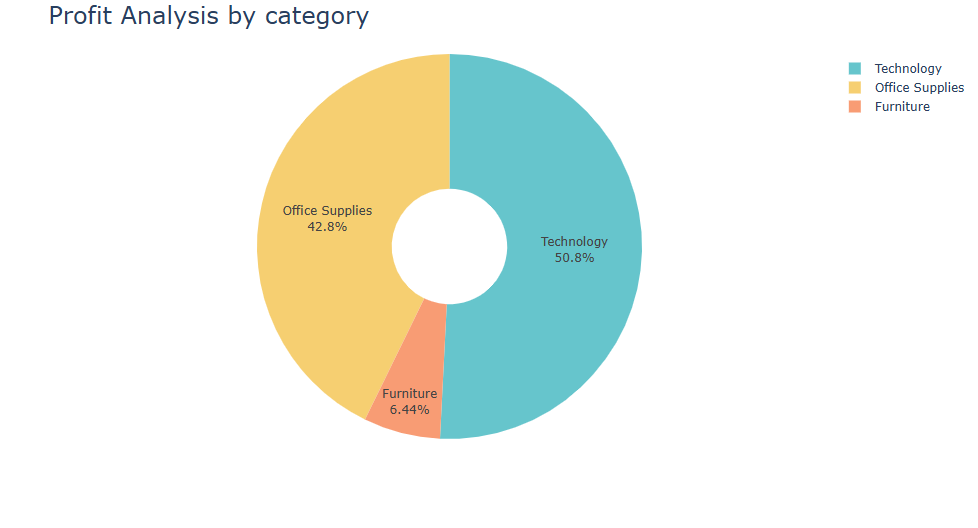 Profit Analysis by category
Technology
Office Supplies
Furniture
Office Supplies
42.8%
Technology
50.8%
Furniture
6.44%